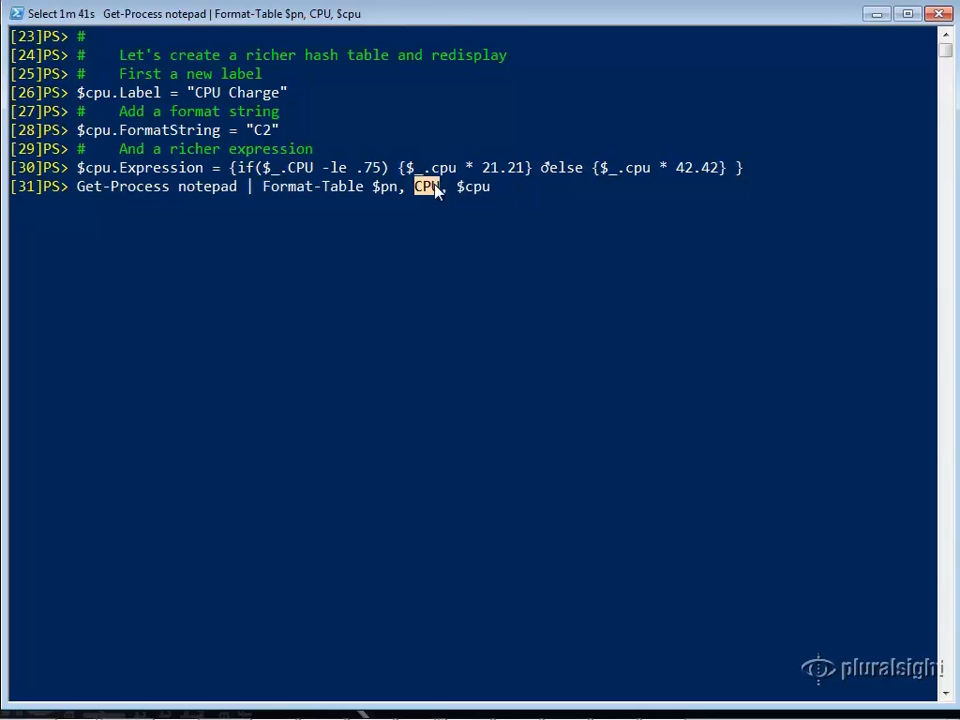 Select 1m 41s  Get-Process notepad | Format-Table $pn, CPU, $cpu
[23]PS> #
[24]PS> #    Let's create a richer hash table and redisplay
[25]PS> #    First a new label
[26]PS> $cpu.Label = "CPU Charge"
[27]PS> #    Add a format string
[28]PS> $cpu.FormatString = "C2"
[29]PS> #    And a richer expression
[30]PS> $cpu.Expression = {if($_.CPU -le .75) {$_.cpu * 21.21} else {$_.cpu * 42.42} }
[31]PS> Get-Process notepad | Format-Table $pn, CPU, $cpu
pluralsight